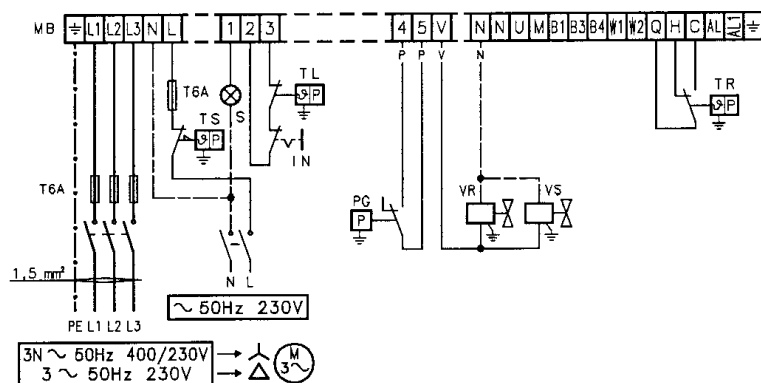 MB ⏚ L1 L2 L3 N L 1 2 3 4 5 V N N U M B1 B3 B4 W1 W2 Q H C AL AL1 ⏚
P P V N
T6A
S
TL
ϑ P
TS
ϑ P
IN
TR
ϑ P
T6A
PG
P
VR
VS
1,5 mm²
N L
~ 50Hz 230V
PE L1 L2 L3
3N ~ 50Hz 400/230V
3 ~ 50Hz 230V
M
3~